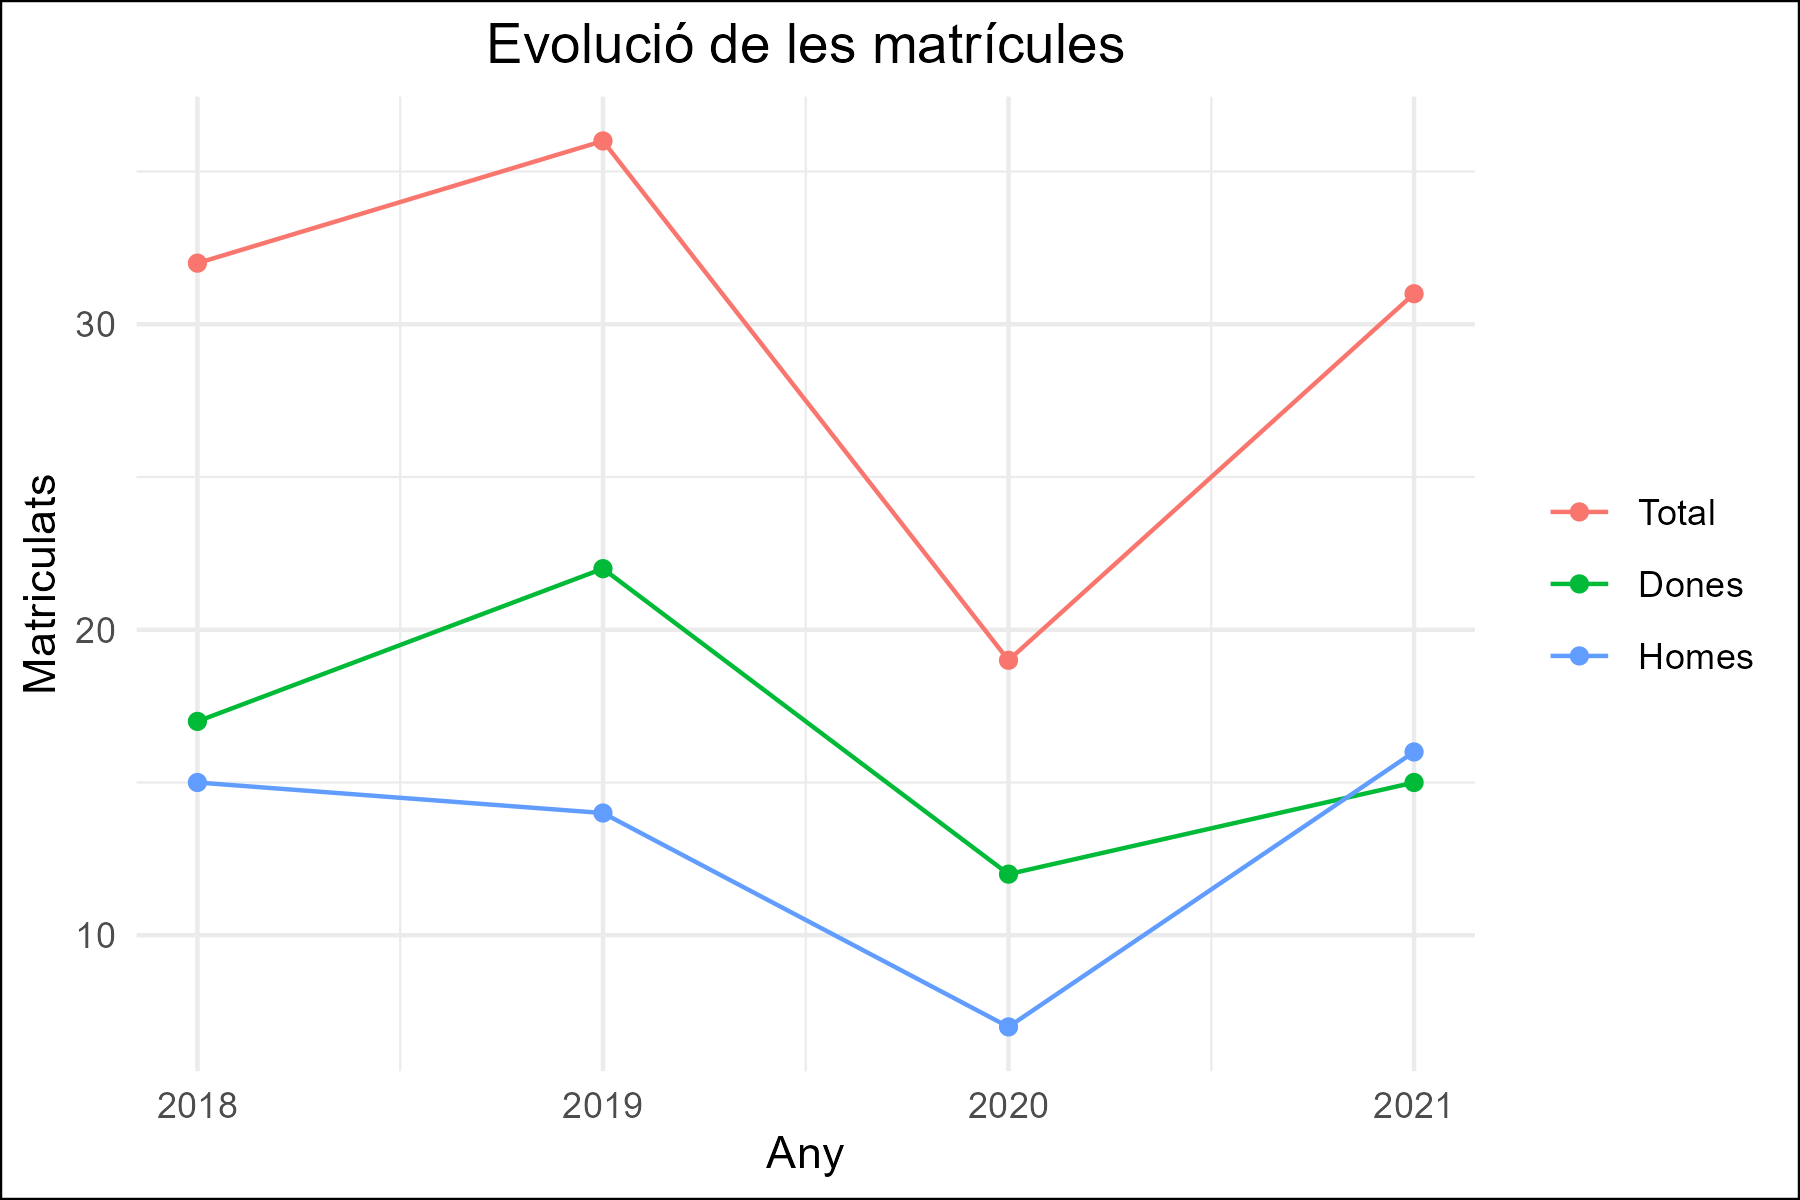 Evolució de les matrícules
Matriculats
30
20
10
2018
2019
2020
2021
Any
Total
Dones
Homes